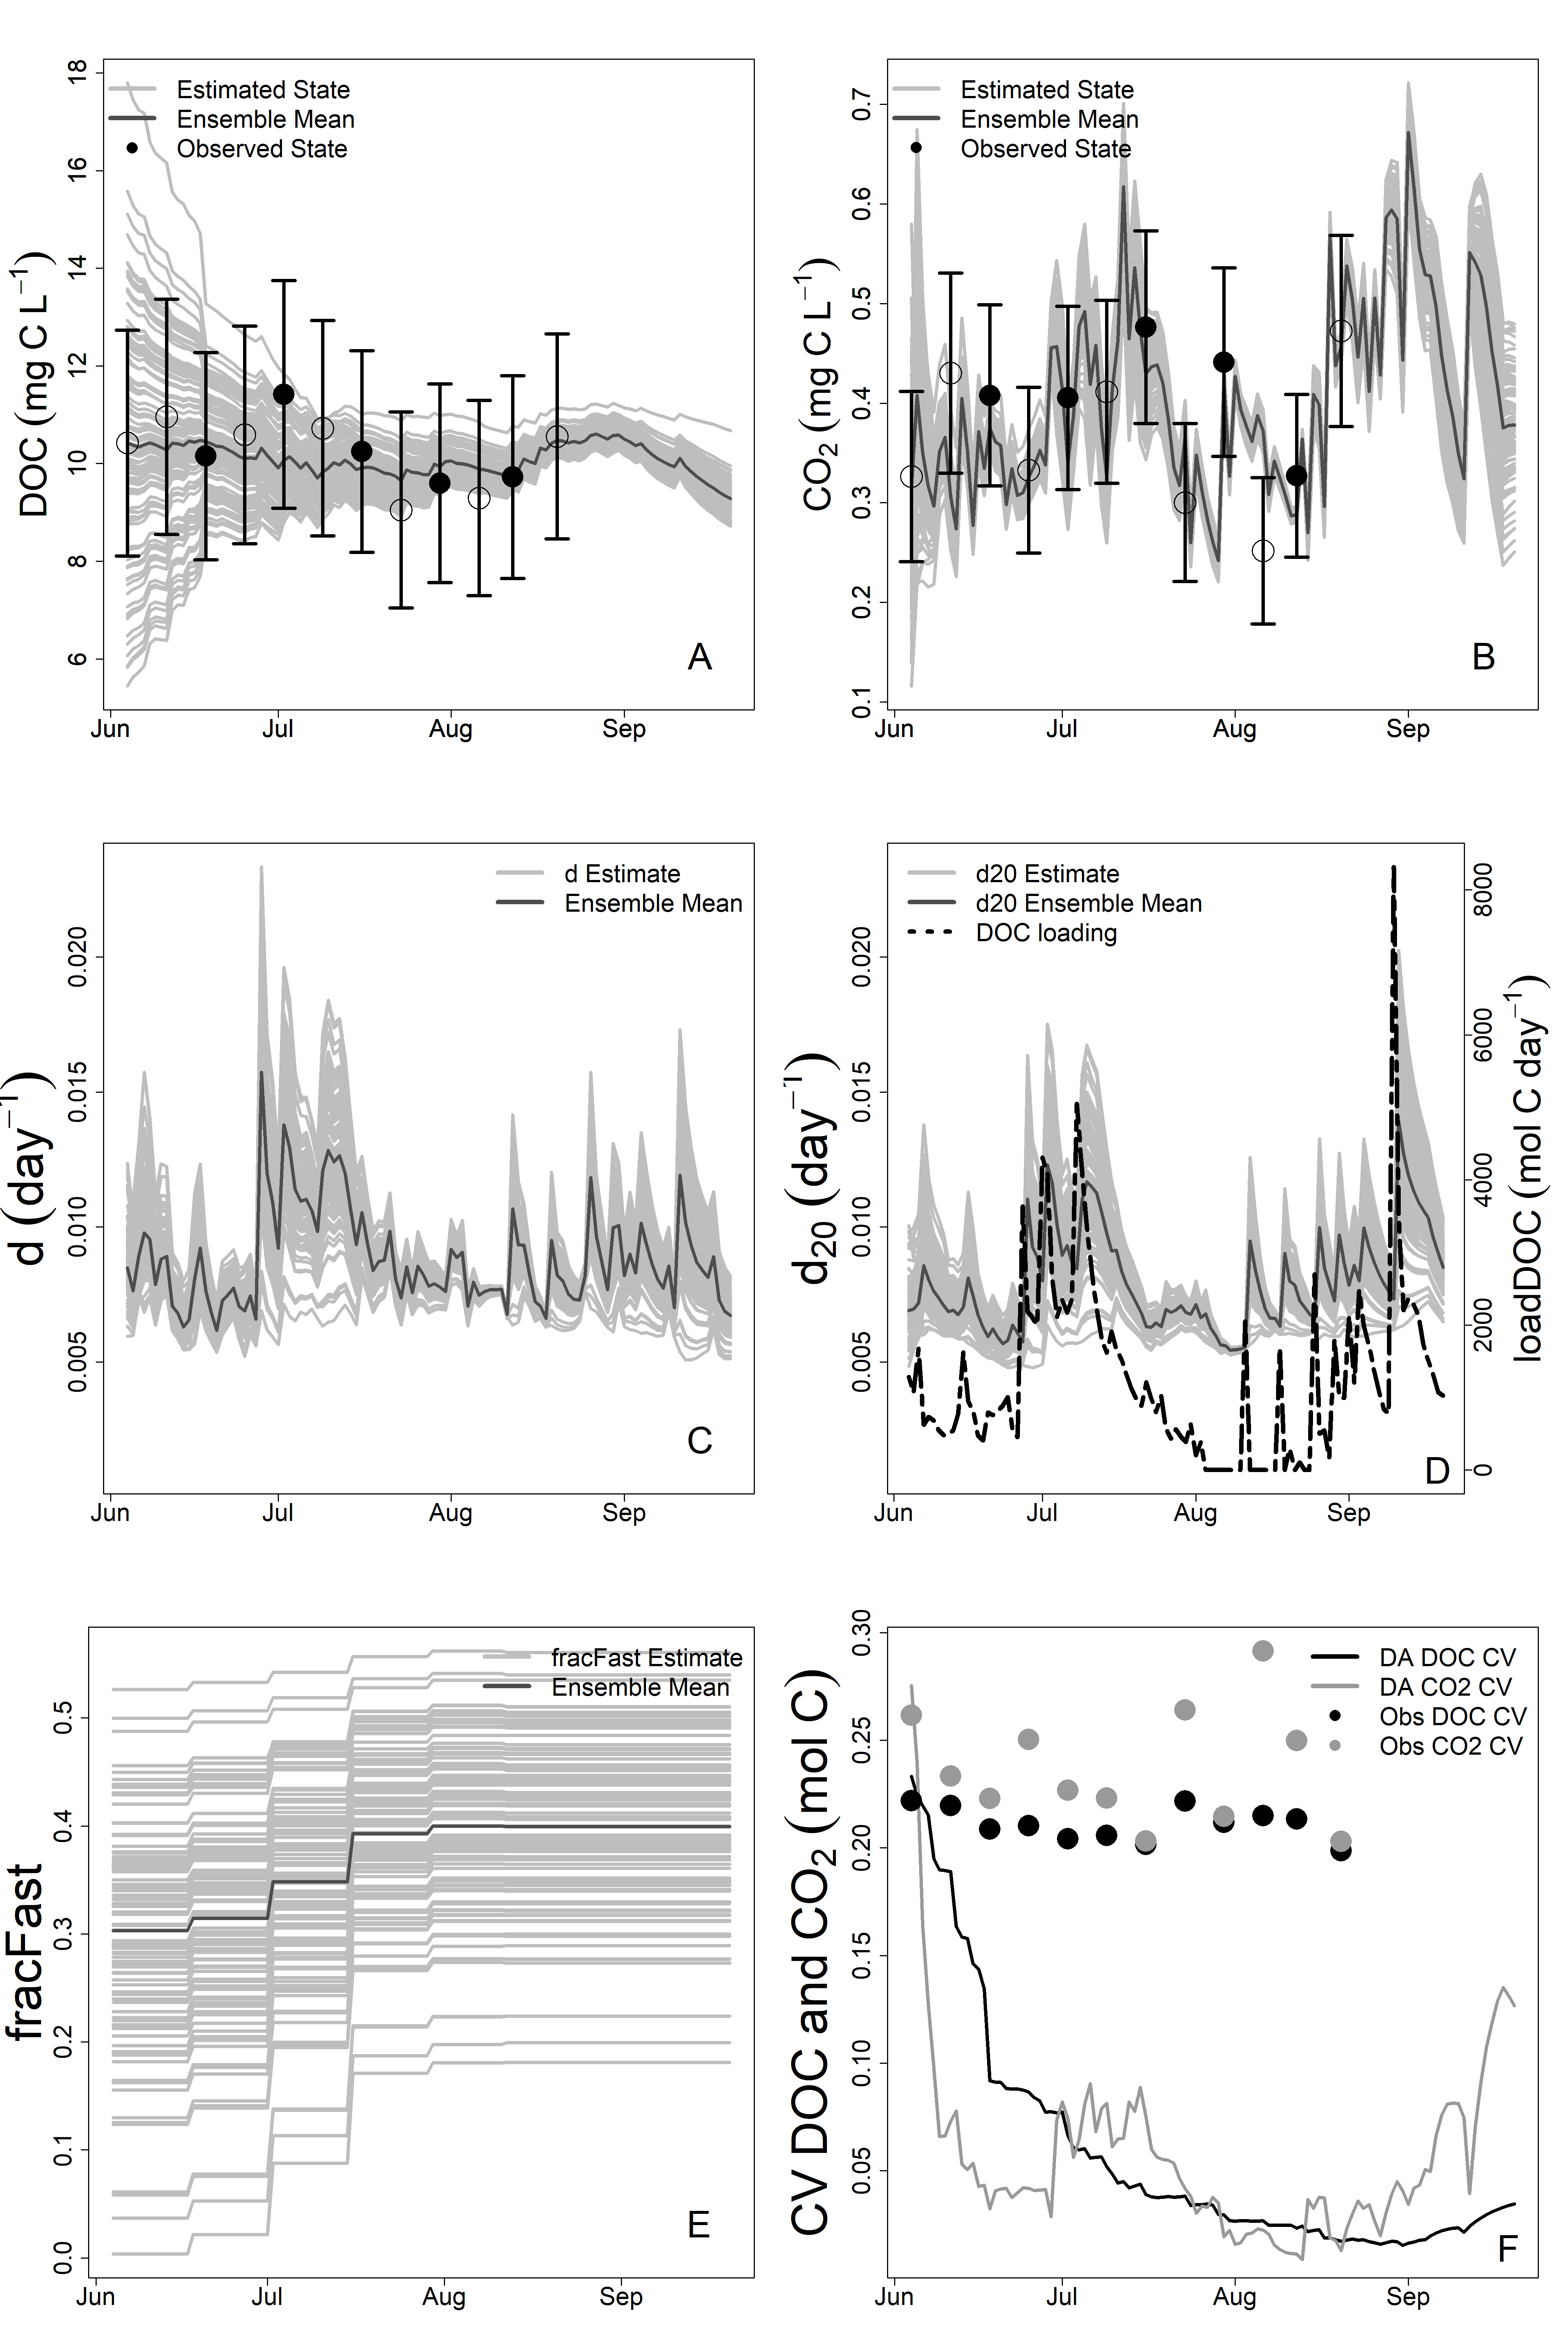 Estimated State
Ensemble Mean
Observed State
DOC (mg C L−1)
18
16
14
12
10
8
6
Jun Jul Aug Sep
A
Estimated State
Ensemble Mean
Observed State
CO2 (mg C L−1)
0.7
0.6
0.5
0.4
0.3
0.2
0.1
Jun Jul Aug Sep
B
d Estimate
Ensemble Mean
d (day−1)
0.020
0.015
0.010
0.005
Jun Jul Aug Sep
C
d20 Estimate
d20 Ensemble Mean
DOC loading
d20 (day−1)
0.020
0.015
0.010
0.005
8000
6000
4000
2000
0
loadDOC (mol C day−1)
Jun Jul Aug Sep
D
fracFast Estimate
Ensemble Mean
fracFast
0.5
0.4
0.3
0.2
0.1
0.0
Jun Jul Aug Sep
E
DA DOC CV
DA CO2 CV
Obs DOC CV
Obs CO2 CV
CV DOC and CO2 (mol C)
0.30
0.25
0.20
0.15
0.10
0.05
Jun Jul Aug Sep
F